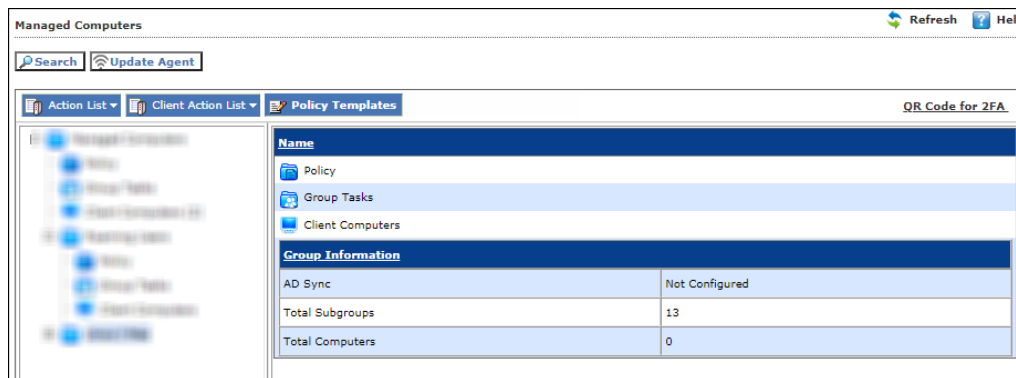 Managed Computers
Refresh
Hel
Search
Update Agent
Action List
Client Action List
Policy Templates
QR Code for 2FA
Name
Policy
Group Tasks
Client Computers
Group Information
AD Sync Not Configured
Total Subgroups 13
Total Computers 0